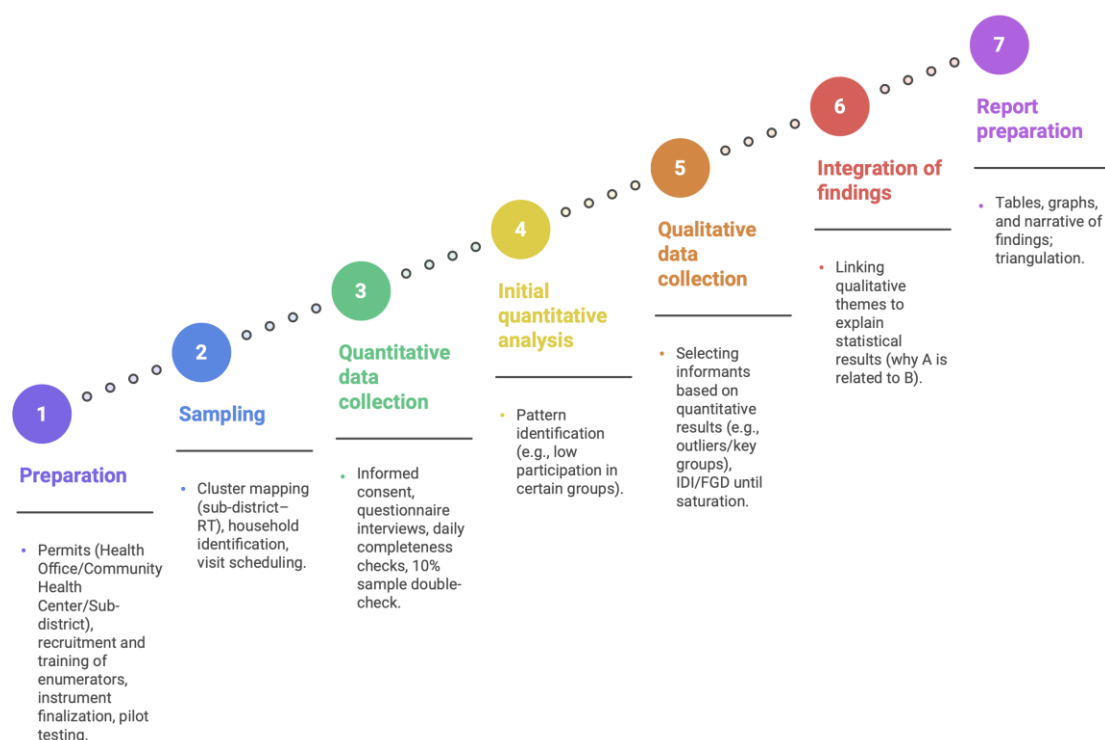 1
Preparation
• Permits (Health
Office/Community
Health
Center/Sub-
district),
recruitment and
training of
enumerators,
instrument
finalization, pilot
testing.
2
Sampling
• Cluster mapping
(sub-district–
RT), household
identification,
visit scheduling.
3
Quantitative
data
collection
• Informed
consent,
questionnaire
interviews, daily
completeness
checks, 10%
sample double-
check.
4
Initial
quantitative
analysis
• Pattern
identification
(e.g., low
participation in
certain groups).
5
Qualitative
data
collection
• Selecting
informants
based on
quantitative
results (e.g.,
outliers/key
groups),
IDI/FGD until
saturation.
6
Integration of
findings
• Linking
qualitative
themes to
explain
statistical
results (why A is
related to B).
7
Report
preparation
• Tables, graphs,
and narrative of
findings;
triangulation.